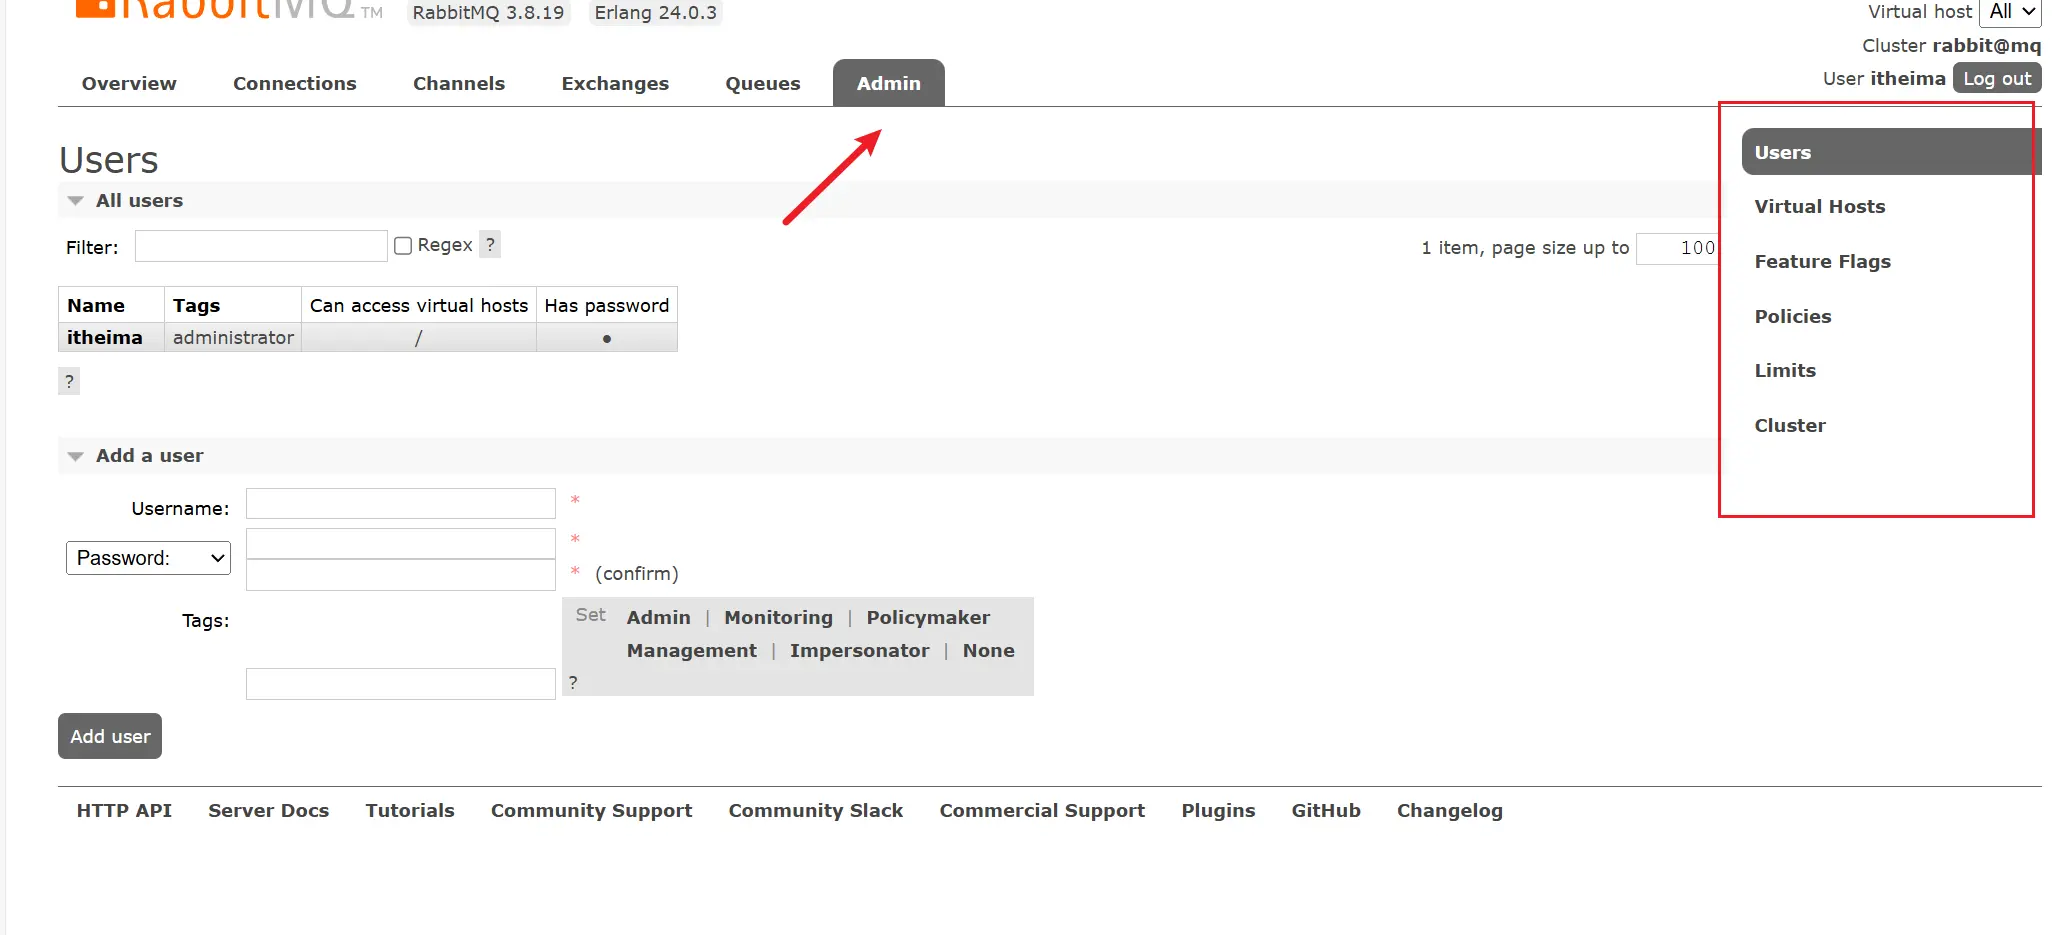 RabbitMQ TM RabbitMQ 3.8.19 Erlang 24.0.3
Virtual host All
Cluster rabbit@mq
User itheima Log out
Overview Connections Channels Exchanges Queues Admin
Users
Virtual Hosts
Feature Flags
Policies
Limits
Cluster
Users
All users
Filter: Regex ? 1 item, page size up to 100
Name Tags Can access virtual hosts Has password
itheima administrator / •
?
Add a user
Username: *
Password: *
* (confirm)
Tags:
Set Admin | Monitoring | Policymaker
Management | Impersonator | None
?
Add user
HTTP API Server Docs Tutorials Community Support Community Slack Commercial Support Plugins GitHub Changelog